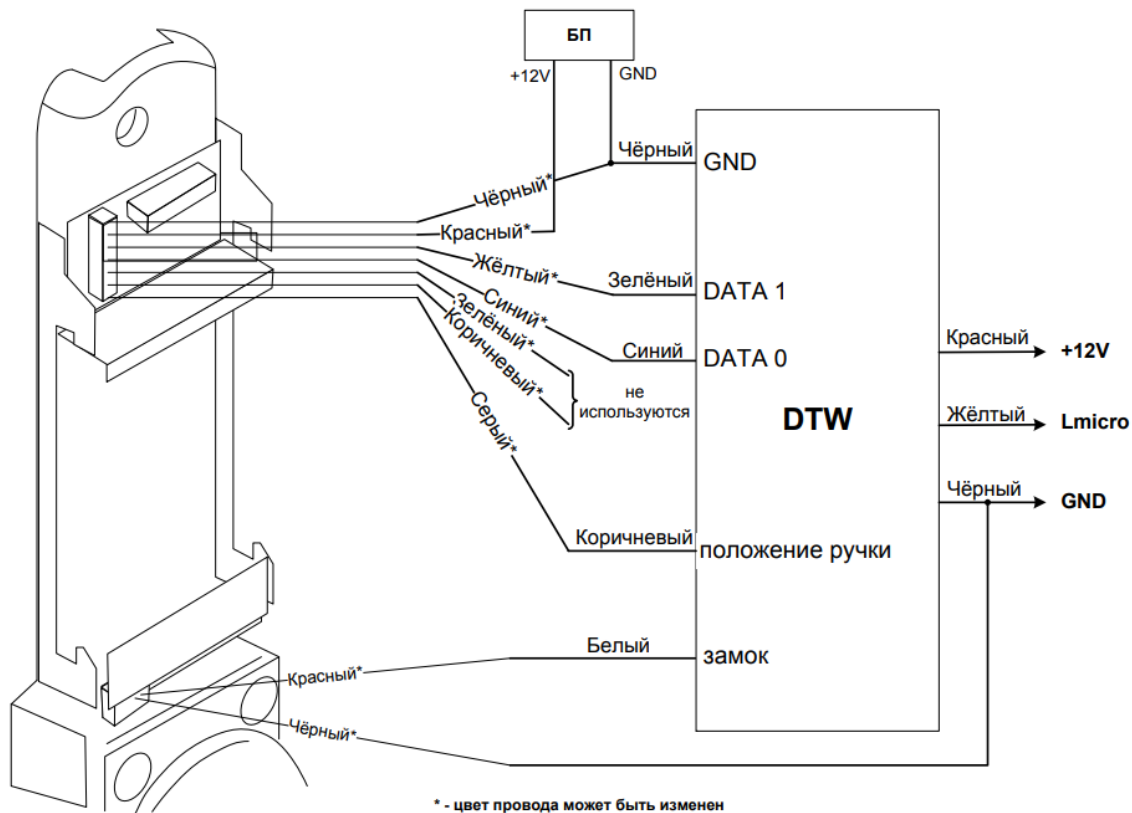 БП
+12V
GND
Чёрный
GND
Чёрный*
Красный*
Жёлтый*
Зелёный
DATA 1
Синий*
Синий
DATA 0
Зелёный*
Коричневый*
не
используются
DTW
Красный
+12V
Жёлтый
Lmicro
Чёрный
GND
Серый*
Коричневый
положение ручки
Белый
замок
Красный*
Чёрный*
* - цвет провода может быть изменен